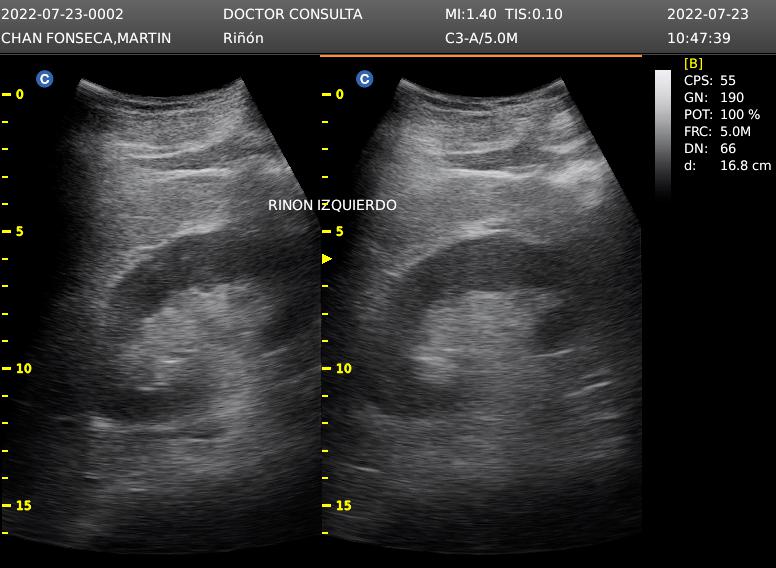 2022-07-23-0002 DOCTOR CONSULTA MI:1.40 TIS:0.10 2022-07-23
CHAN FONSECA,MARTIN Riñón C3-A/5.0M 10:47:39
C C
[B]
0 0
CPS: 55
GN: 190
POT: 100 %
FRC: 5.0M
DN: 66
d: 16.8 cm
RINON IZQUIERDO
5 5
10 10
15 15